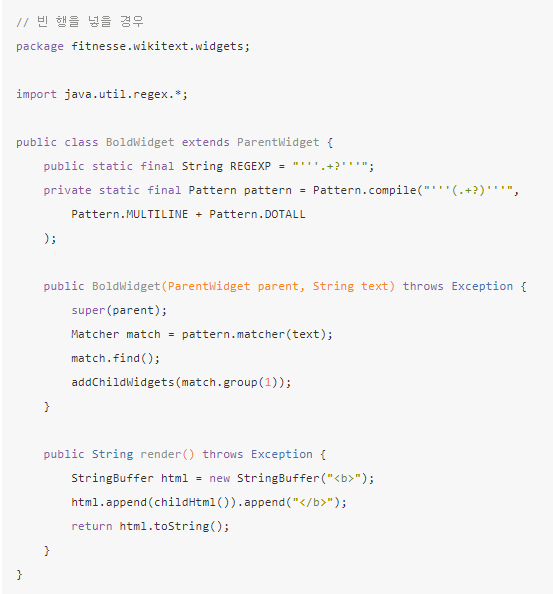 // 빈 행을 넣을 경우
package fitnesse.wikitext.widgets;
import java.util.regex.*;
public class BoldWidget extends ParentWidget {
public static final String REGEXP = "'''.+?'''";
private static final Pattern pattern = Pattern.compile("'''(.+?)'''",
Pattern.MULTILINE + Pattern.DOTALL
);
public BoldWidget(ParentWidget parent, String text) throws Exception {
super(parent);
Matcher match = pattern.matcher(text);
match.find();
addChildWidgets(match.group(1));
}
public String render() throws Exception {
StringBuffer html = new StringBuffer("<b>");
html.append(childHtml()).append("</b>");
return html.toString();
}
}